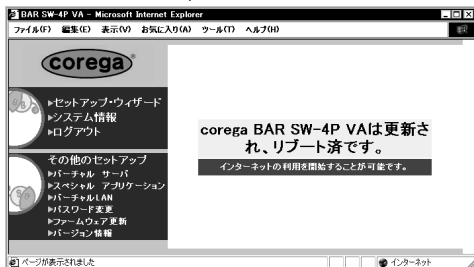 BAR SW-4P VA - Microsoft Internet Explorer
ファイル(F) 編集(E) 表示(V) お気に入り(A) ツール(T) ヘルプ(H)
corega
▶セットアップ・ウィザード
▶システム情報
▶ログアウト
その他のセットアップ
▶バーチャル サーバ
▶スペシャル アプリケーション
▶バーチャルLAN
▶パスワード変更
▶ファームウェア更新
▶バージョン情報
corega BAR SW-4P VAは更新さ
れ、リブート済です。
インターネットの利用を開始することが可能です。
ページが表示されました
インターネット